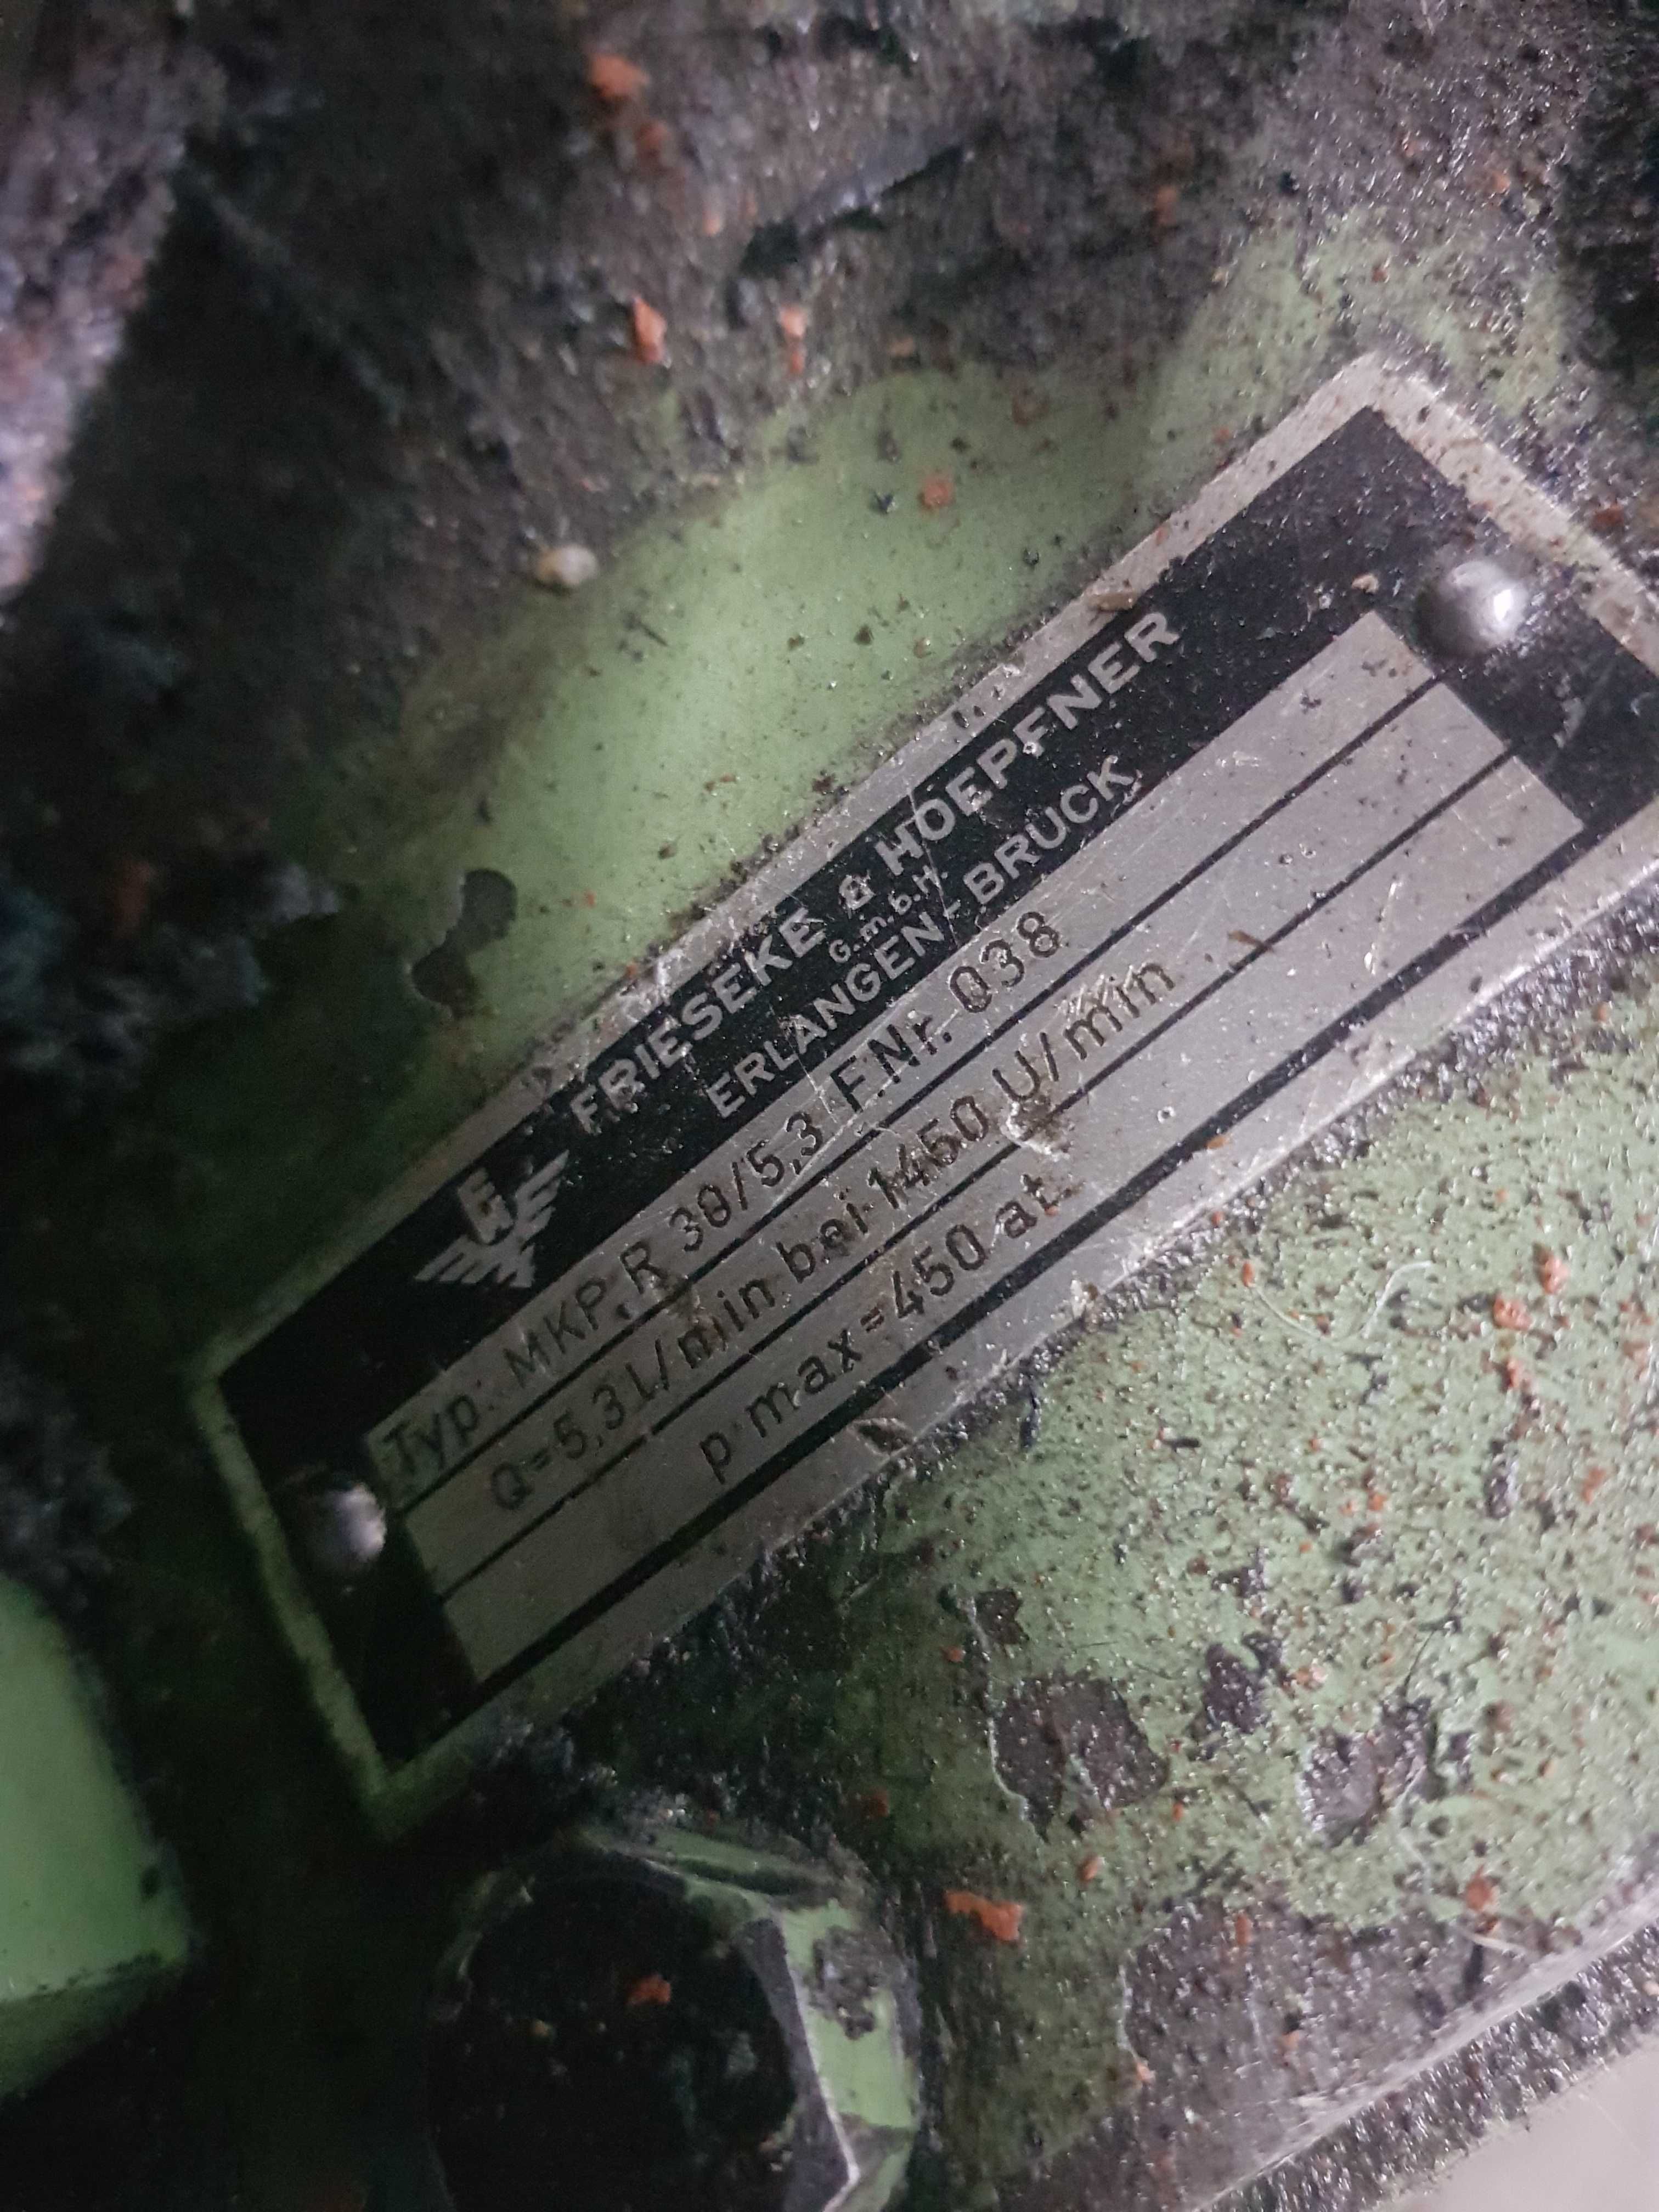 FRIESEKE & HOEPFNER
G.m.b.H.
ERLANGEN-BRUCK
Typ: MKP.R 38/5,3 FNr. 038
Q=5,3 l/min bei 1450 U/min
p max=450 at